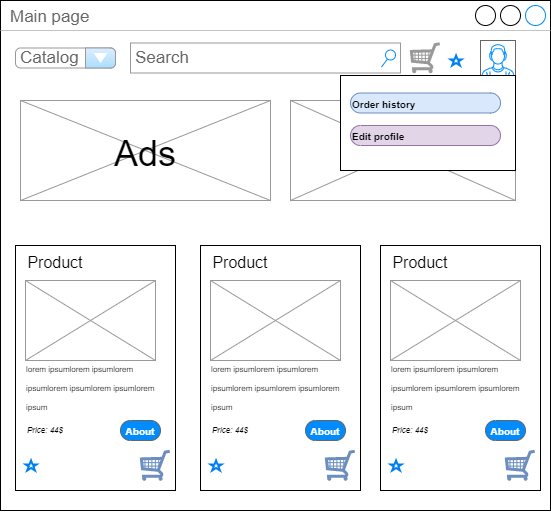 Main page
Catalog
Search
Order history
Edit profile
Ads
Product
lorem ipsumlorem ipsumlorem
ipsumlorem ipsumlorem ipsumlorem
ipsum
Price: 44$
About
Product
lorem ipsumlorem ipsumlorem
ipsumlorem ipsumlorem ipsumlorem
ipsum
Price: 44$
About
Product
lorem ipsumlorem ipsumlorem
ipsumlorem ipsumlorem ipsumlorem
ipsum
Price: 44$
About